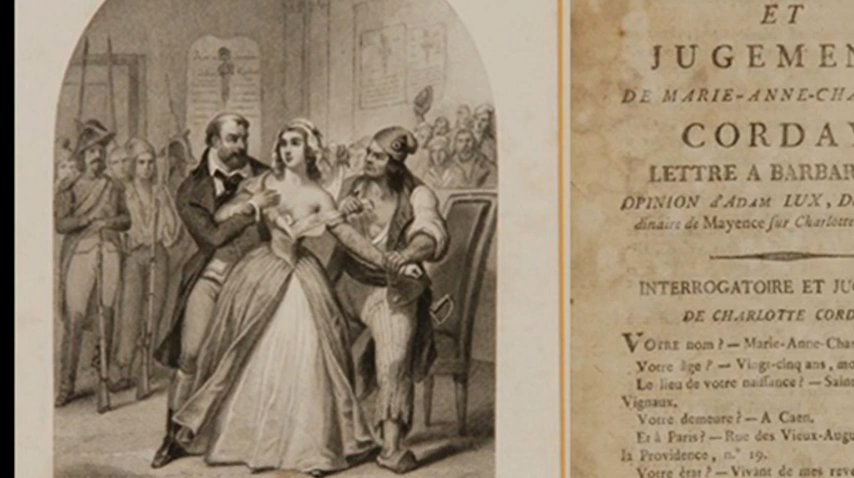 ET
JUGEMEN
DE MARIE-ANNE-CHA
CORDAY
LETTRE A BARBAR
OPINION d'ADAM LUX, D
dinaire de Mayence ſur Charlotte
INTERROGATOIRE ET JU
DE CHARLOTTE CORD
VOTRE nom ? — Marie-Anne-Char
Votre âge ? — Vingt-cinq ans, mo
Le lieu de votre naiſſance ? — Sain
Vignaux.
Votre demeure ? — A Caen.
Et à Paris ? — Rue des Vieux-Augu
la Providence, n.° 19.
Votre état ? — Vivant de mes reve